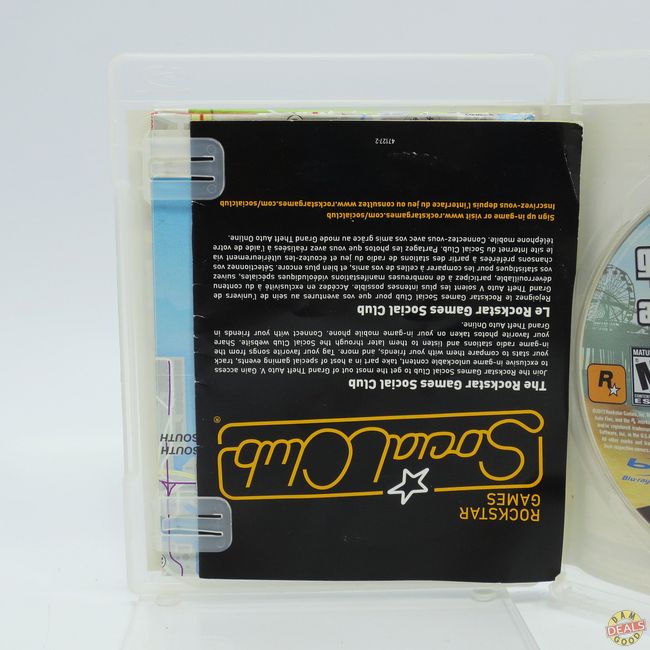 ROCKSTAR
GAMES
Social Club
®
The Rockstar Games Social Club
Join the Rockstar Games Social Club to get the most out of Grand Theft Auto V. Gain access
to exclusive in-game unlockable content, take part in a host of special gaming events, track
your stats to compare them with your friends, and more. Tag your favorite songs from the
in-game radio stations and listen to them later through the Social Club website. Share
your favorite photos taken on your in-game mobile phone. Connect with your friends in
Grand Theft Auto Online.
Le Rockstar Games Social Club
Rejoignez le Rockstar Games Social Club pour que vos aventures au sein de l'univers de
Grand Theft Auto V soient les plus intenses possible. Accédez en exclusivité à du contenu
déverrouillable, participez à de nombreuses manifestations vidéoludiques spéciales, suivez
vos statistiques pour les comparer à celles de vos amis, et bien plus encore. Sélectionnez vos
chansons préférées à partir des stations de radio du jeu et écoutez-les ultérieurement via
le site internet du Social Club. Partagez les photos que vous avez réalisées à l'aide de votre
téléphone mobile. Connectez-vous avec vos amis grâce au mode Grand Theft Auto Online.
Sign up in-game or visit www.rockstargames.com/socialclub
Inscrivez-vous depuis l'interface du jeu ou consultez www.rockstargames.com/socialclub
47127-2
SOUTH
SOUTH
R
MATU
M
CONTEN
ES
Blu-ray
DAMN
GOOD
DEALS